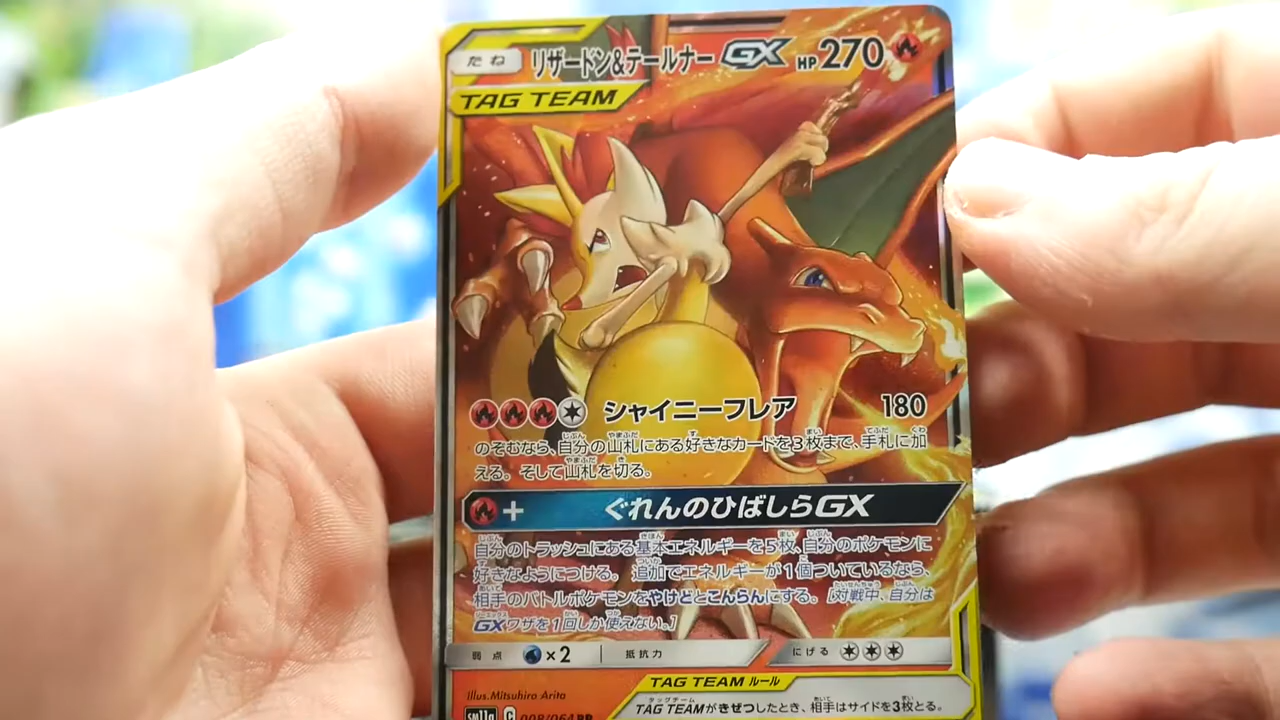 たね リザードン&テールナーGX HP270
TAG TEAM
シャイニーフレア 180
のぞむなら、自分の山札にある好きなカードを3枚まで、手札に加
える。そして山札を切る。
+ ぐれんのひばしらGX
自分のトラッシュにある基本エネルギーを5枚、自分のポケモンに
好きなようにつける。追加でエネルギーが1個ついているなら、
相手のバトルポケモンをやけどとこんらんにする。[対戦中、自分は
GXワザを1回しか使えない。]
弱点 ×2 抵抗力 にげる
TAG TEAM ルール
Illus.Mitsuhiro Arita
TAG TEAMがきぜつしたとき、相手はサイドを3枚とる。
SM11a C 008/064 RR